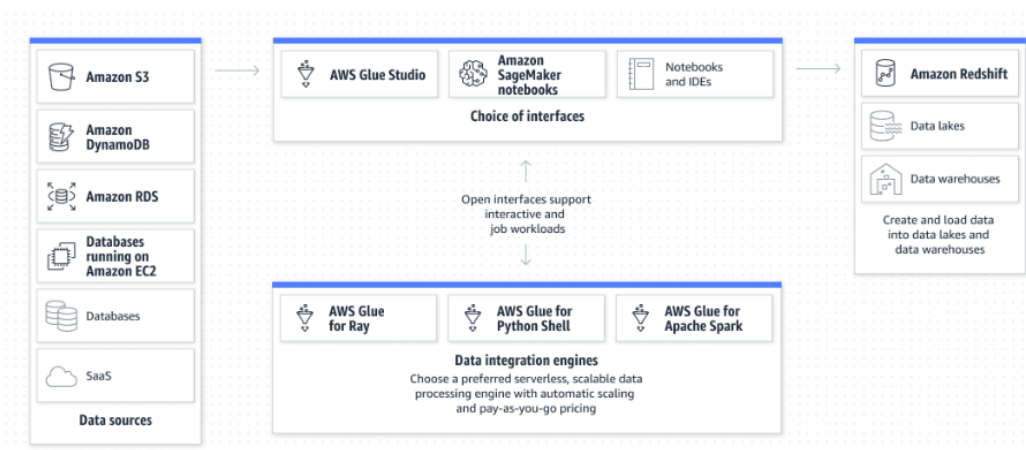 Amazon S3
Amazon
DynamoDB
Amazon RDS
Databases
running on
Amazon EC2
Databases
SaaS
Data sources
AWS Glue Studio
Amazon
SageMaker
notebooks
Notebooks
and IDEs
Choice of interfaces
Open interfaces support
interactive and
job workloads
AWS Glue
for Ray
AWS Glue for
Python Shell
AWS Glue for
Apache Spark
Data integration engines
Choose a preferred serverless, scalable data
processing engine with automatic scaling
and pay-as-you-go pricing
Amazon Redshift
Data lakes
Data warehouses
Create and load data
into data lakes and
data warehouses